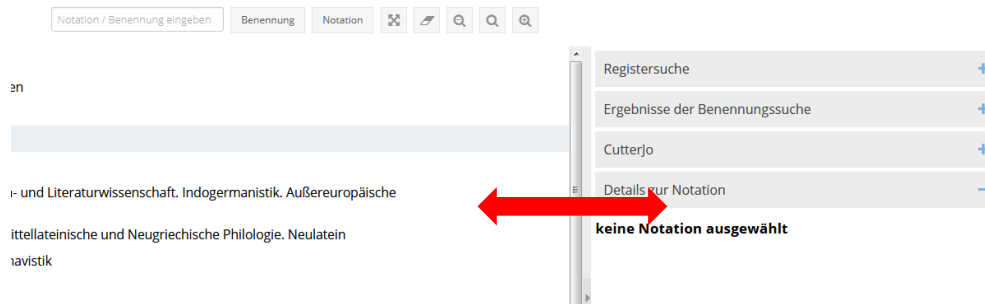 Notation / Benennung eingeben Benennung Notation
en
- und Literaturwissenschaft. Indogermanistik. Außereuropäische
ittellateinische und Neugriechische Philologie. Neulatein
navistik
Registersuche
Ergebnisse der Benennungssuche
CutterJo
Details zur Notation
keine Notation ausgewählt